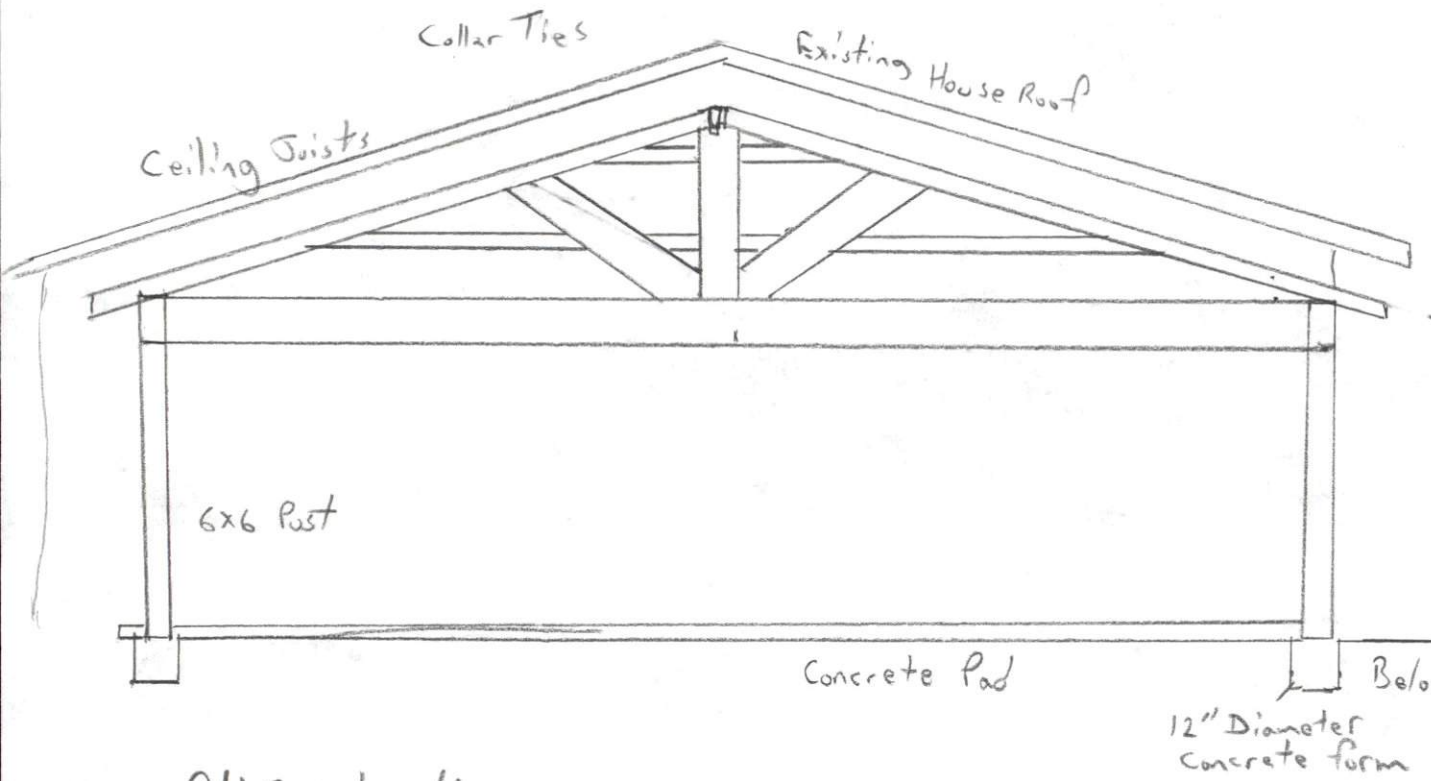 Collar Ties
Existing
House Roof
Ceiling Joists
6x6 Post
Concrete Pad
12" Diameter
Concrete form